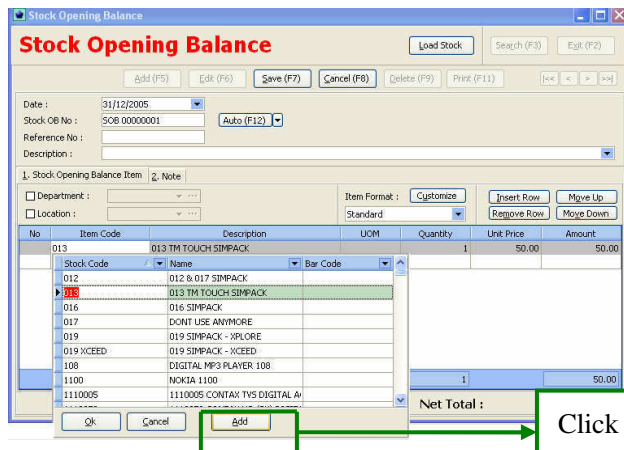 Stock Opening Balance
Stock Opening Balance
Load Stock
Search (F3)
Exit (F2)
Add (F5)
Edit (F6)
Save (F7)
Cancel (F8)
Delete (F9)
Print (F11)
|<< < > >>|
Date : 31/12/2005
Stock OB No : SOB 00000001 Auto (F12)
Reference No :
Description :
1. Stock Opening Balance Item 2. Note
Department : Item Format : Customize Insert Row Move Up
Location : Standard Remove Row Move Down
No Item Code Description UOM Quantity Unit Price Amount
013 013 TM TOUCH SIMPACK 1 50.00 50.00
Stock Code Name Bar Code
012 012 & 017 SIMPACK
013 013 TM TOUCH SIMPACK
016 016 SIMPACK
017 DONT USE ANYMORE
019 019 SIMPACK - XPLORE
019 XCEED 019 SIMPACK - XCEED
108 DIGITAL MP3 PLAYER 108
1100 NOKIA 1100
1110005 1110005 CONTAX TVS DIGITAL
1 50.00
Ok Cancel Add
Net Total :
Click